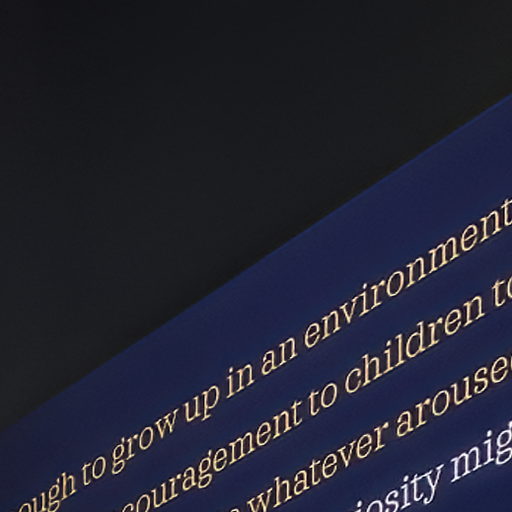 ough to grow up in an environment
couragement to children to
whatever arouse
iosity mig